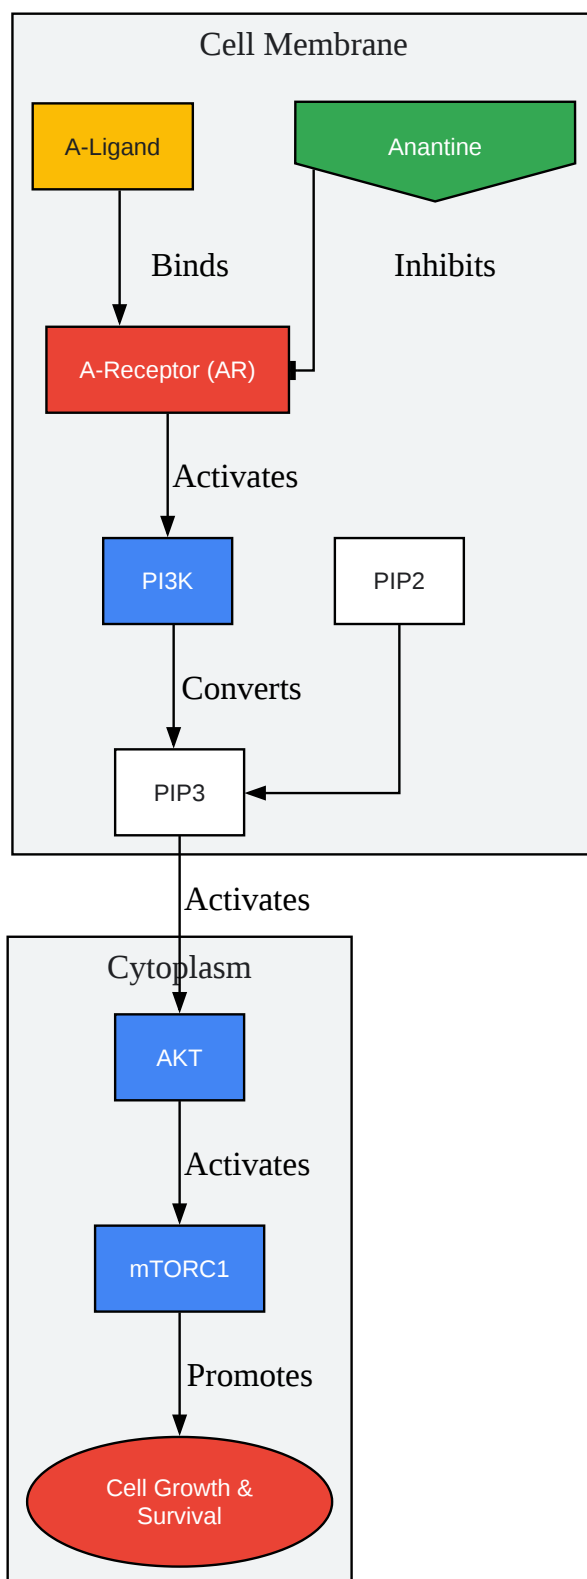 Cell Membrane
A-Ligand
Anantine
Binds
Inhibits
A-Receptor (AR)
Activates
PI3K
PIP2
Converts
PIP3
Activates
Cytoplasm
AKT
Activates
mTORC1
Promotes
Cell Growth &
Survival